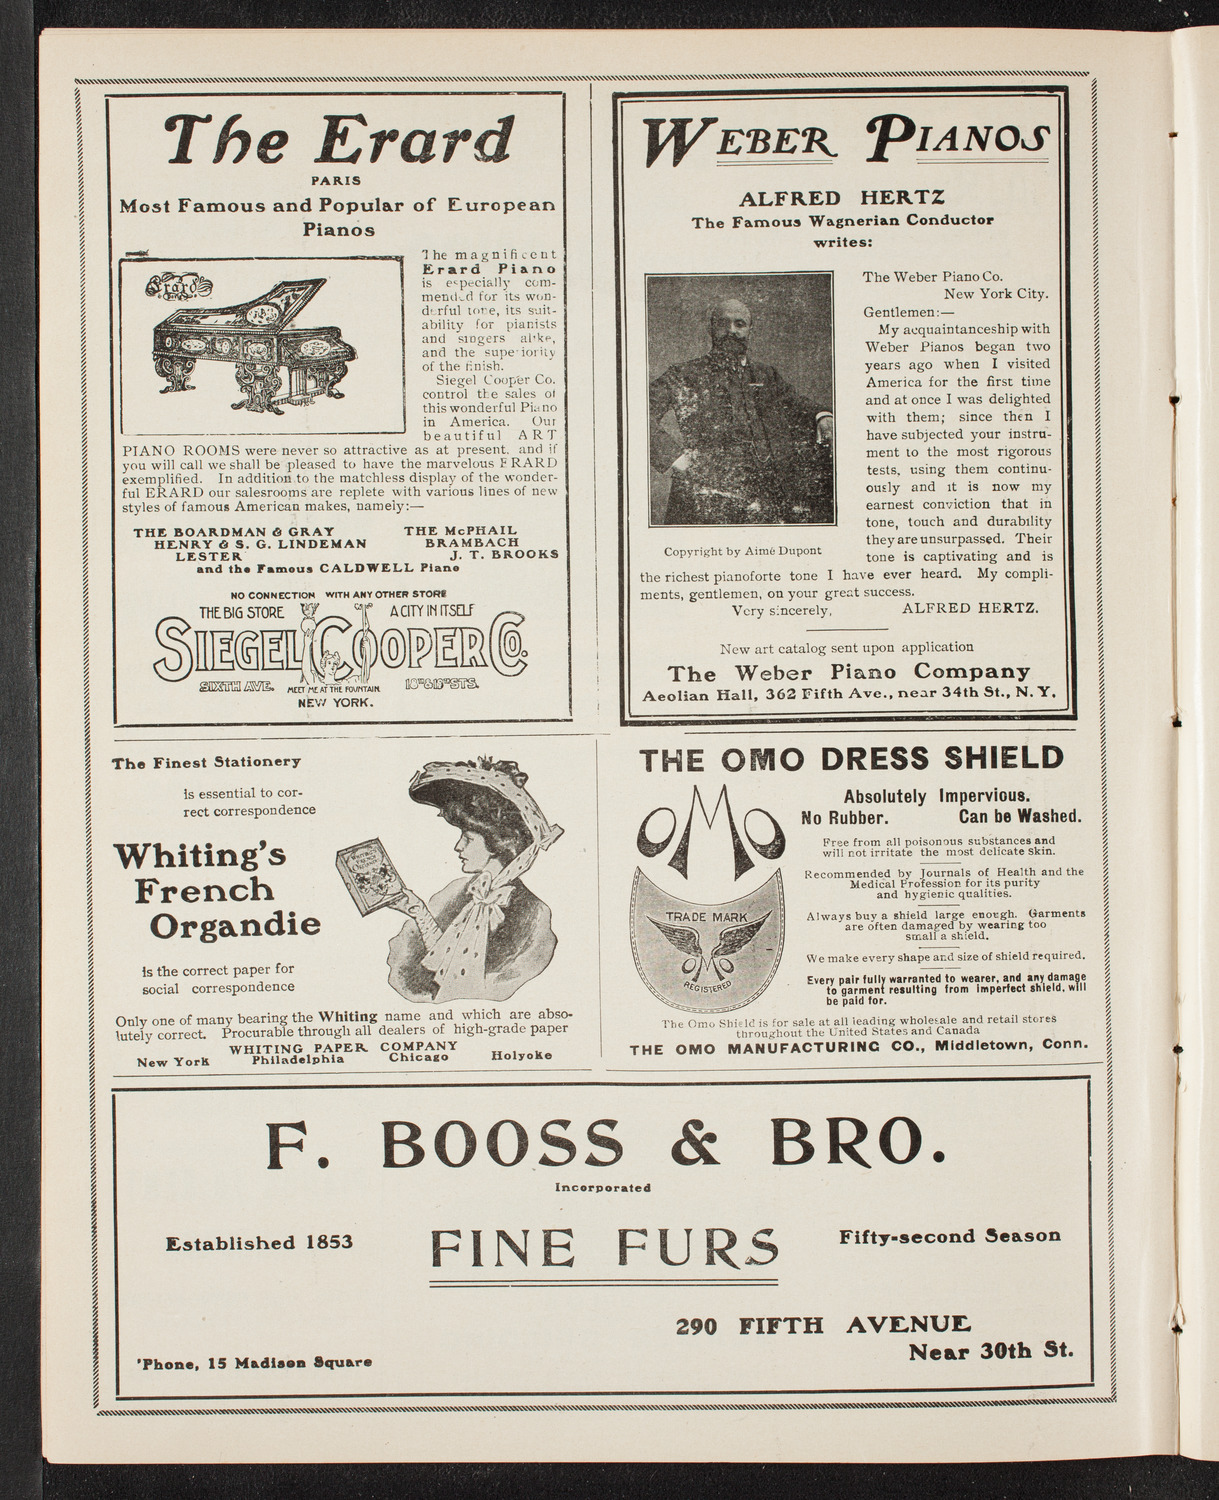 The Erard
PARIS
Most Famous and Popular of European
Pianos
Erard
The magnificent
Erard Piano
is especially com-
mended for its won-
derful tone, its suit-
ability for pianists
and singers alike,
and the superiority
of the finish.
Siegel Cooper Co.
control the sales of
this wonderful Piano
in America. Our
beautiful ART
PIANO ROOMS were never so attractive as at present, and if
you will call we shall be pleased to have the marvelous ERARD
exemplified. In addition to the matchless display of the wonder-
ful ERARD our salesrooms are replete with various lines of new
styles of famous American makes, namely:—
THE BOARDMAN & GRAY THE McPHAIL
HENRY & S. G. LINDEMAN BRAMBACH
LESTER J. T. BROOKS
and the Famous CALDWELL Piano
NO CONNECTION WITH ANY OTHER STORE
THE BIG STORE A CITY IN ITSELF
SIEGEL COOPER CO.
SIXTH AVE. MEET ME AT THE FOUNTAIN. 18TH & 19TH STS.
NEW YORK.
WEBER PIANOS
ALFRED HERTZ
The Famous Wagnerian Conductor
writes:
The Weber Piano Co.
New York City.
Gentlemen:—
My acquaintanceship with
Weber Pianos began two
years ago when I visited
America for the first time
and at once I was delighted
with them; since then I
have subjected your instru-
ment to the most rigorous
tests, using them continu-
ously and it is now my
earnest conviction that in
tone, touch and durability
they are unsurpassed. Their
tone is captivating and is
Copyright by Aimé Dupont
the richest pianoforte tone I have ever heard. My compli-
ments, gentlemen, on your great success.
Very sincerely, ALFRED HERTZ.
New art catalog sent upon application
The Weber Piano Company
Aeolian Hall, 362 Fifth Ave., near 34th St., N. Y.
The Finest Stationery
is essential to cor-
rect correspondence
Whiting's
French
Organdie
WHITING'S
FRENCH
ORGANDIE
is the correct paper for
social correspondence
Only one of many bearing the Whiting name and which are abso-
lutely correct. Procurable through all dealers of high-grade paper
WHITING PAPER COMPANY
New York Philadelphia Chicago Holyoke
THE OMO DRESS SHIELD
OMO
Absolutely Impervious.
No Rubber. Can be Washed.
Free from all poisonous substances and
will not irritate the most delicate skin.
Recommended by Journals of Health and the
Medical Profession for its purity
and hygienic qualities.
Always buy a shield large enough. Garments
are often damaged by wearing too
small a shield.
We make every shape and size of shield required.
Every pair fully warranted to wearer, and any damage
to garment resulting from imperfect shield, will
be paid for.
TRADE MARK
OMO
REGISTERED
The Omo Shield is for sale at all leading wholesale and retail stores
throughout the United States and Canada
THE OMO MANUFACTURING CO., Middletown, Conn.
F. BOOSS & BRO.
Incorporated
Established 1853 FINE FURS Fifty-second Season
290 FIFTH AVENUE
Near 30th St.
'Phone, 15 Madison Square